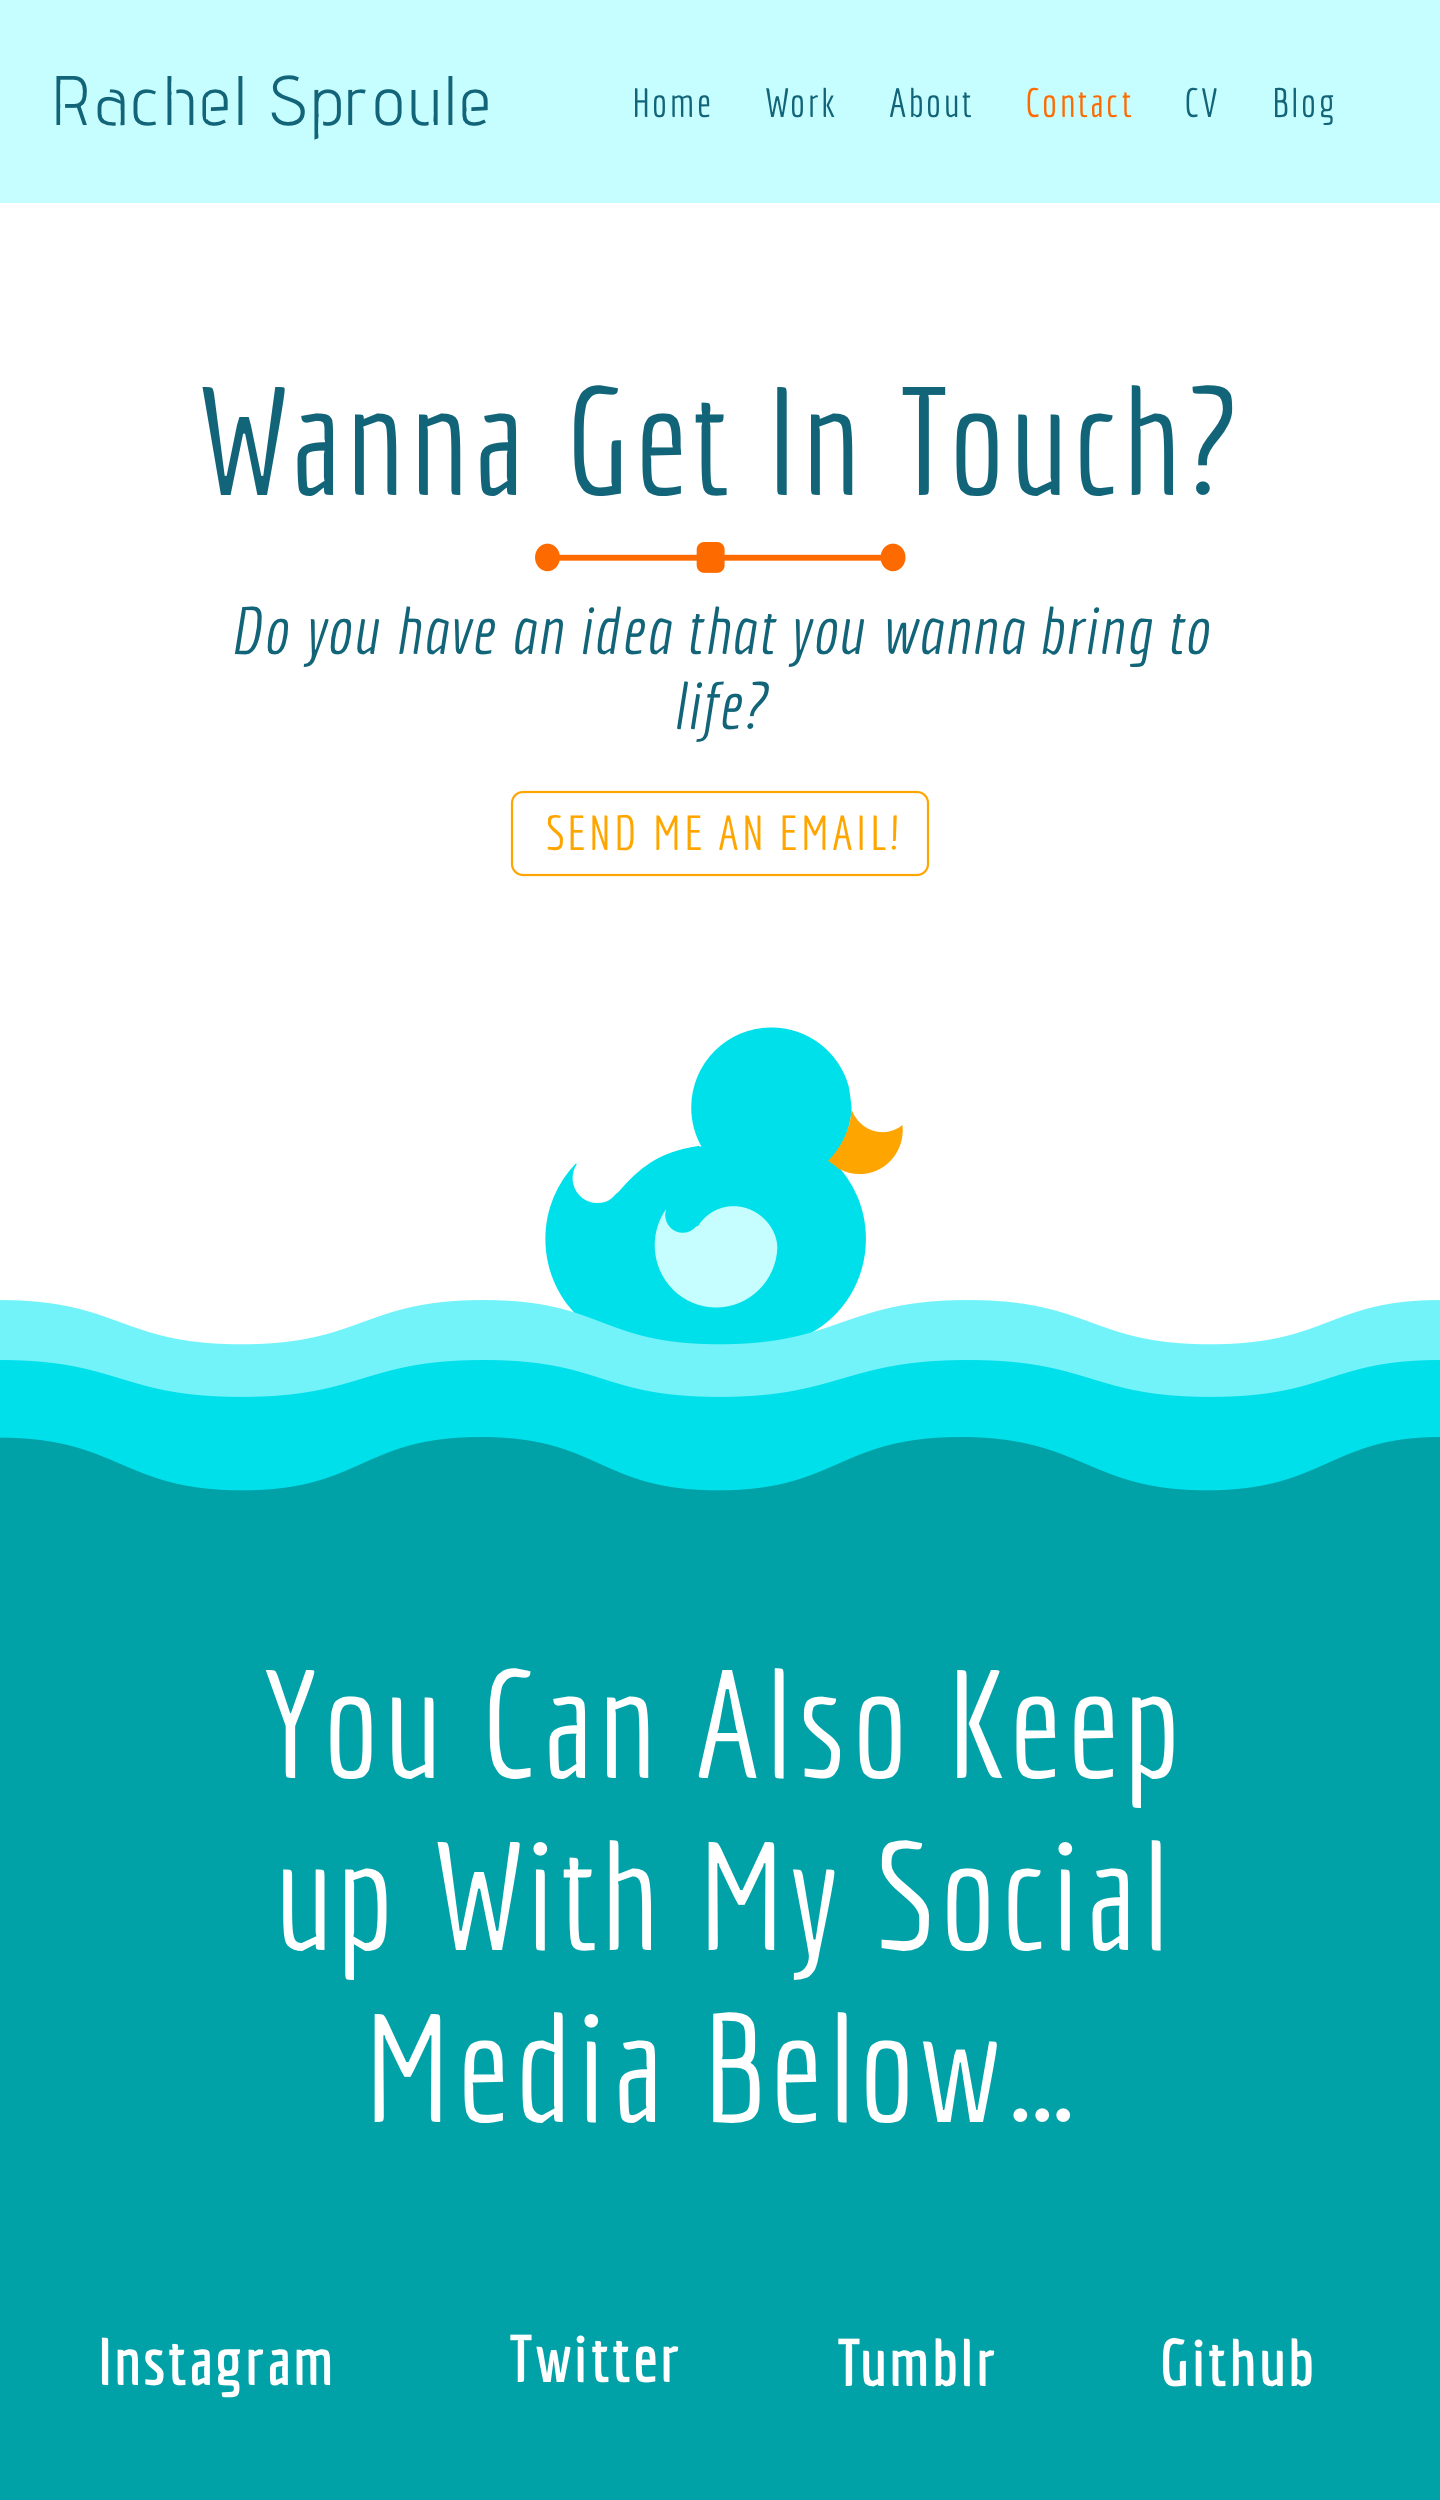 Rachel Sproule
Home Work About Contact CV Blog
Wanna Get In Touch?
Do you have an idea that you wanna bring to
life?
SEND ME AN EMAIL!
You Can Also Keep
up With My Social
Media Below...
Instagram Twitter Tumblr Github